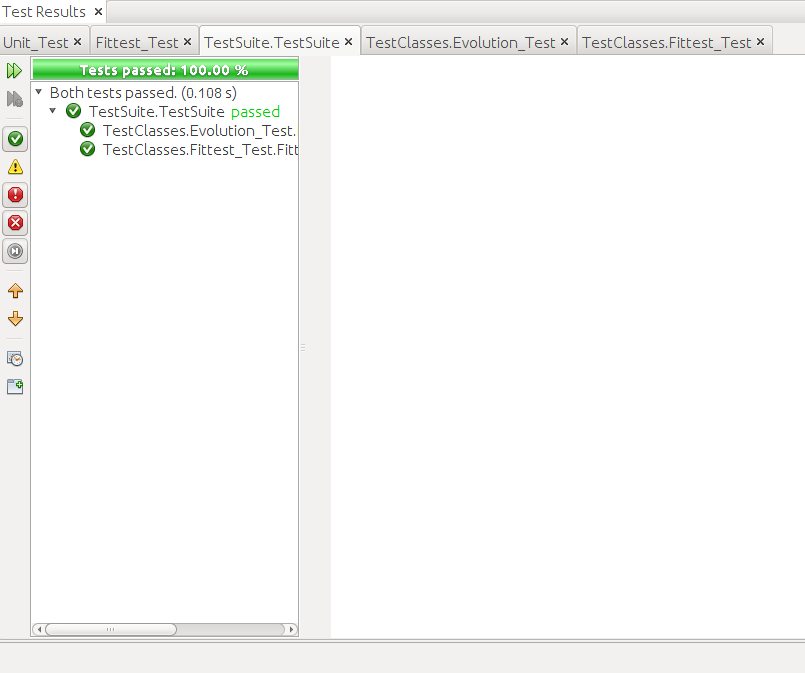 Test Results
Unit_Test Fittest_Test TestSuite.TestSuite TestClasses.Evolution_Test TestClasses.Fittest_Test
Tests passed: 100.00 %
Both tests passed. (0.108 s)
TestSuite.TestSuite passed
TestClasses.Evolution_Test.
TestClasses.Fittest_Test.Fitt